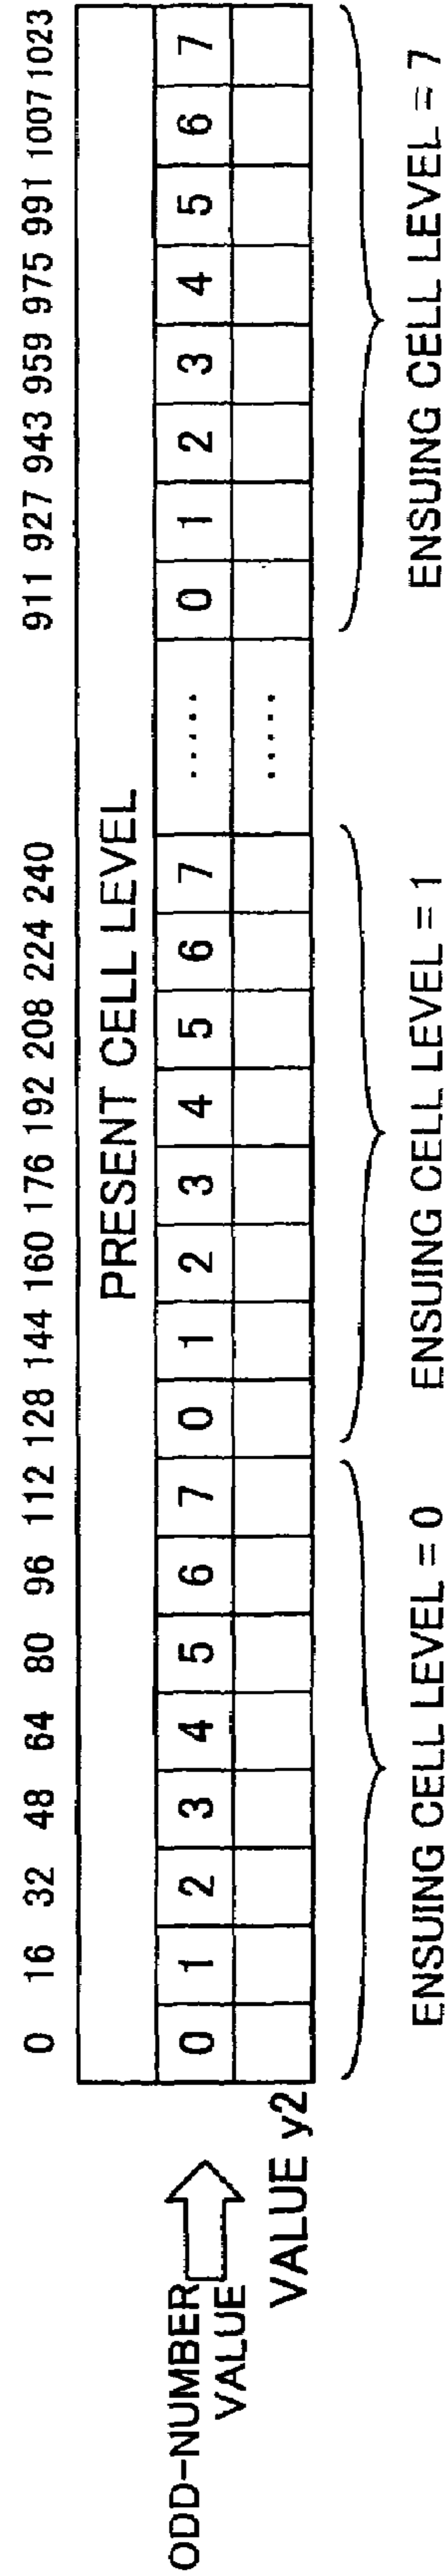 0 16 32 48 64 80 96 112 128 144 160 176 192 208 224 240 911 927 943 959 975 991 1007 1023
PRESENT CELL LEVEL
ODD-NUMBER
VALUE
0 1 2 3 4 5 6 7 0 1 2 3 4 5 6 7 ..... 0 1 2 3 4 5 6 7
VALUE y2 .....
ENSUING CELL LEVEL = 0 ENSUING CELL LEVEL = 1 ENSUING CELL LEVEL = 7